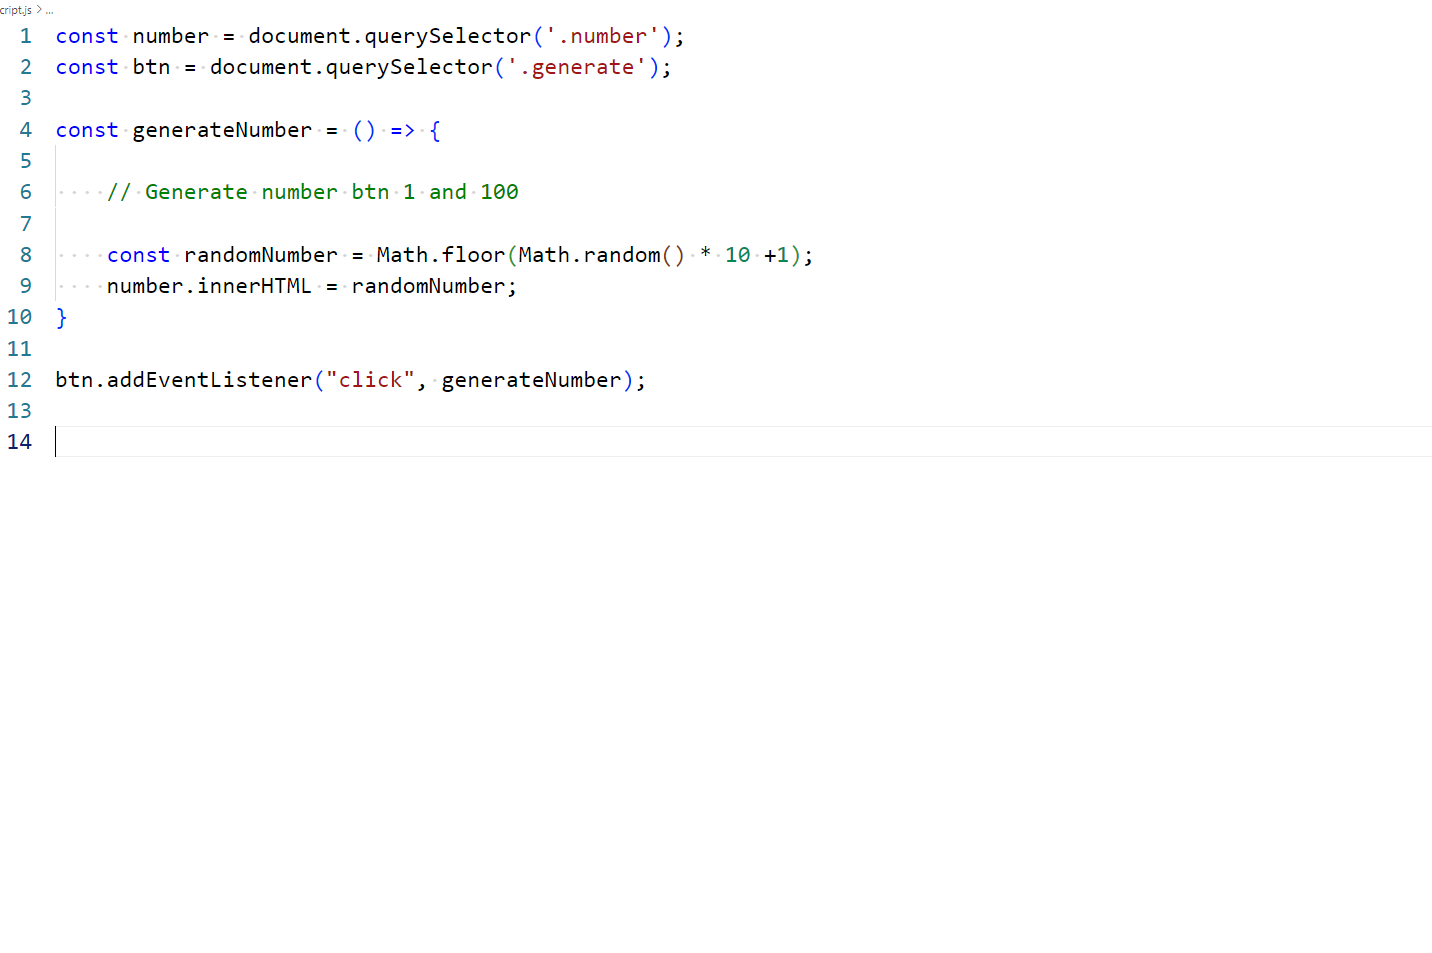 cript.js > ...
1 const number = document.querySelector('.number');
2 const btn = document.querySelector('.generate');
3
4 const generateNumber = () => {
5
6     // Generate number btn 1 and 100
7
8     const randomNumber = Math.floor(Math.random() * 10 +1);
9     number.innerHTML = randomNumber;
10 }
11
12 btn.addEventListener("click", generateNumber);
13
14